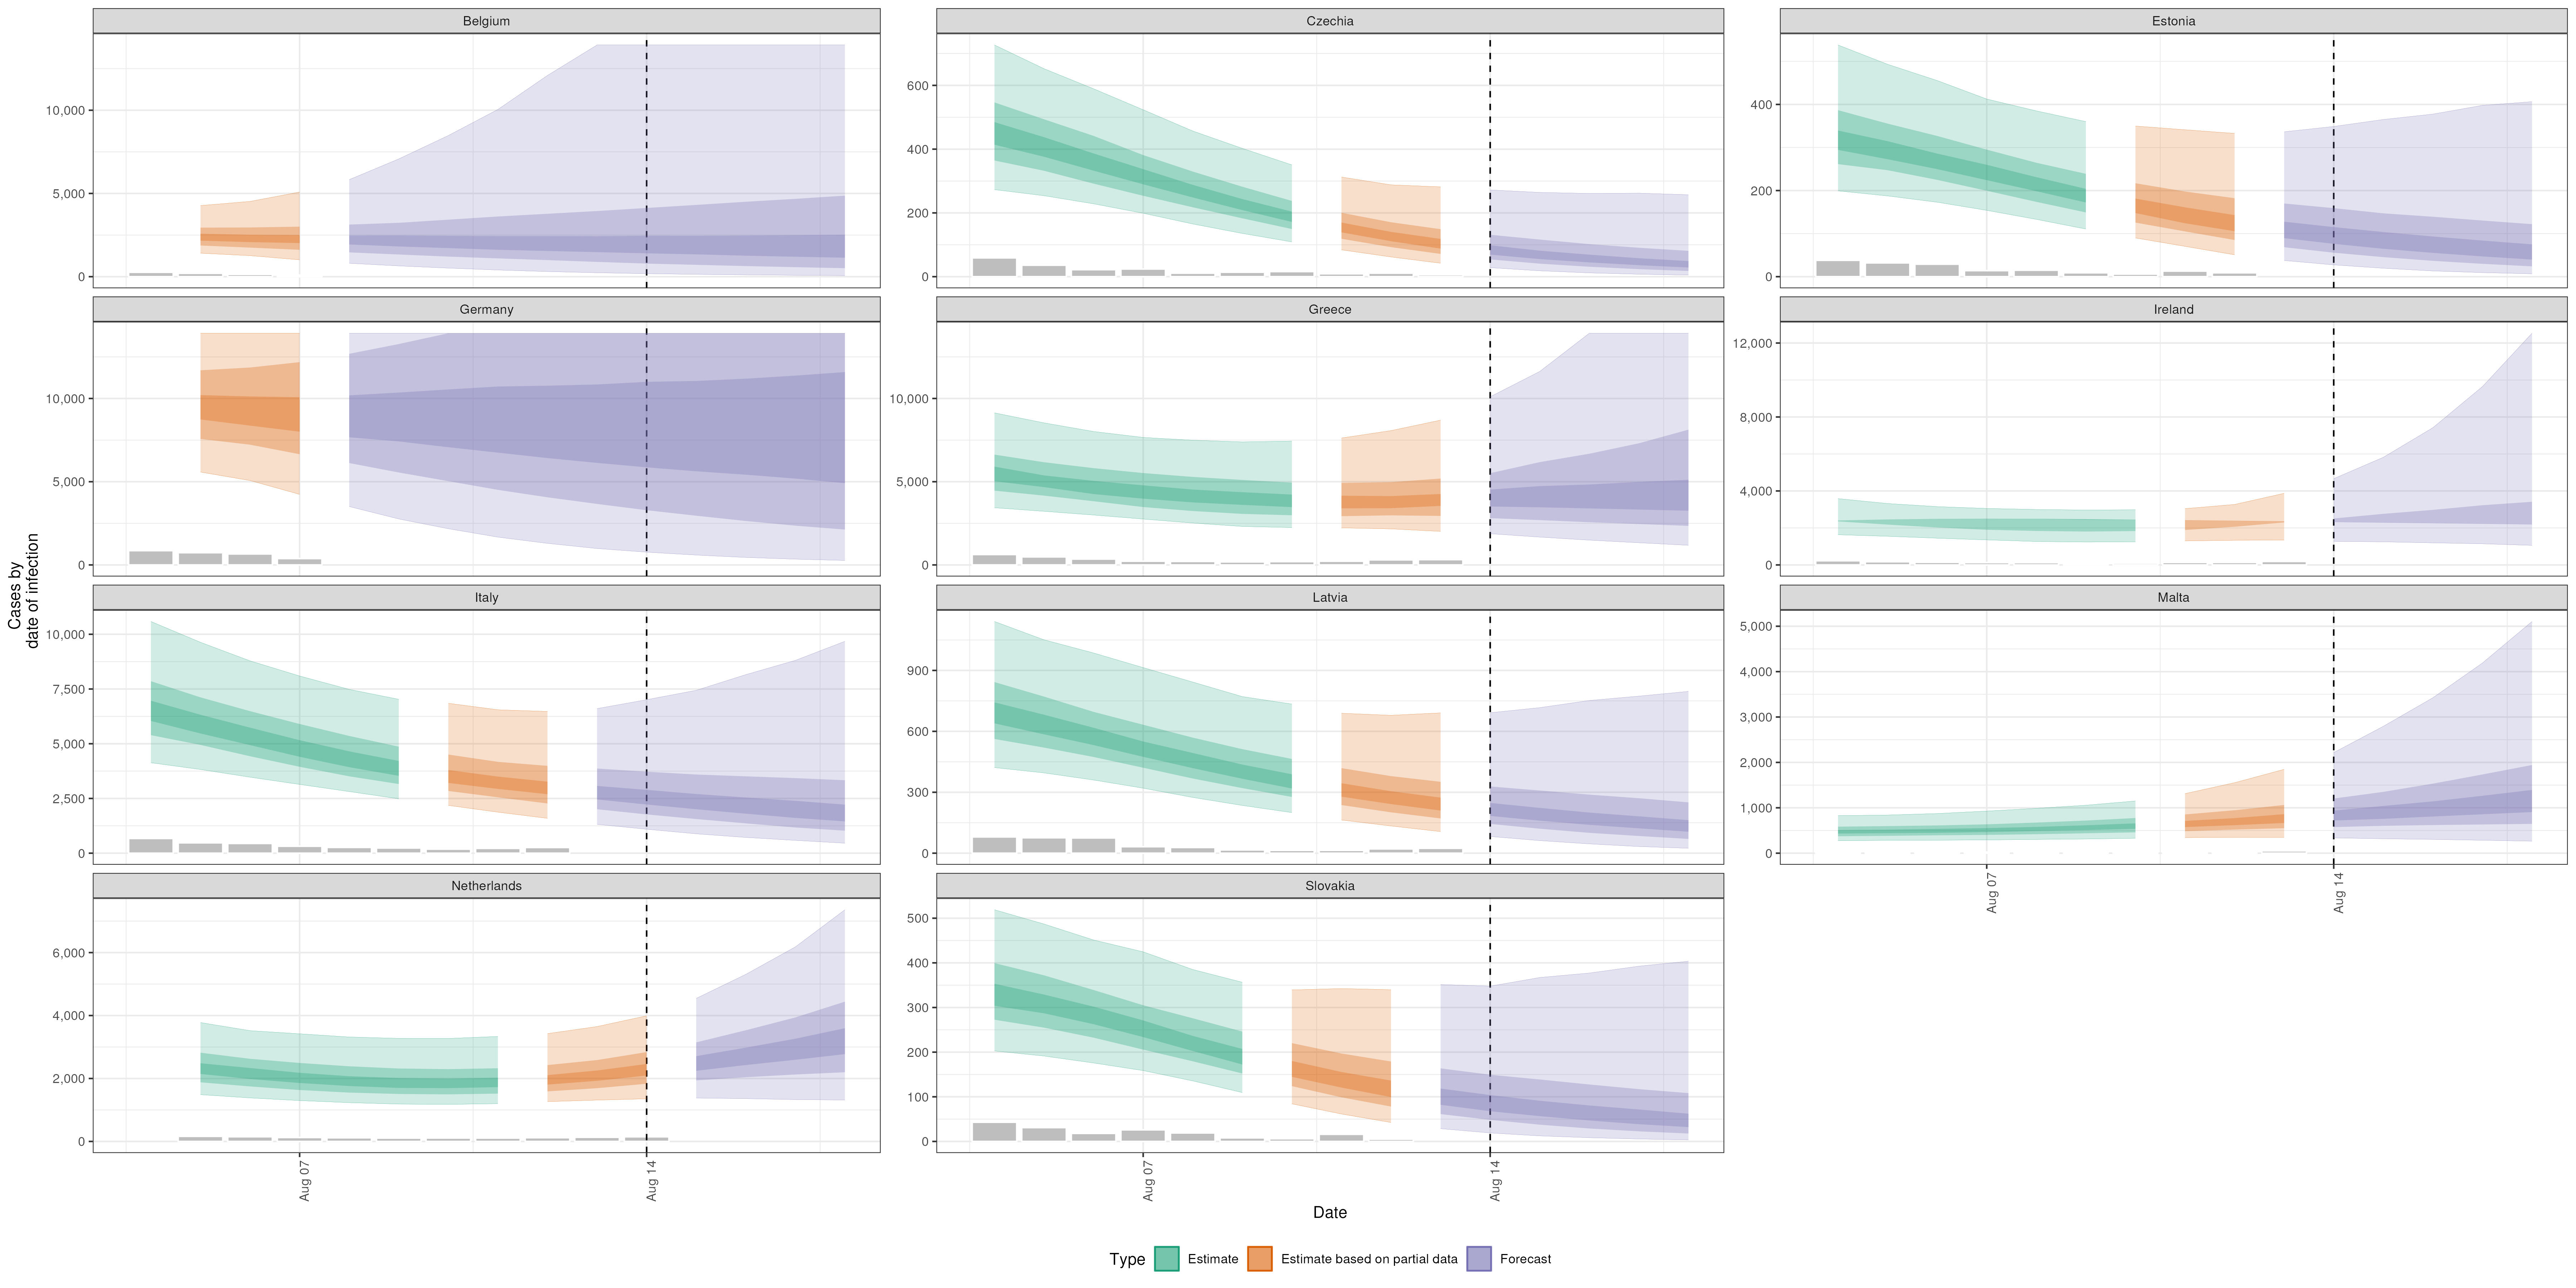 Belgium
Czechia
Estonia
10,000
5,000
0
600
400
200
0
400
200
0
Germany
Greece
Ireland
10,000
5,000
0
10,000
5,000
0
12,000
8,000
4,000
0
Italy
Latvia
Malta
10,000
7,500
5,000
2,500
0
900
600
300
0
5,000
4,000
3,000
2,000
1,000
0
Aug 07
Aug 14
Netherlands
Slovakia
6,000
4,000
2,000
0
500
400
300
200
100
0
Aug 07
Aug 14
Aug 07
Aug 14
Cases by
date of infection
Date
Type Estimate Estimate based on partial data Forecast